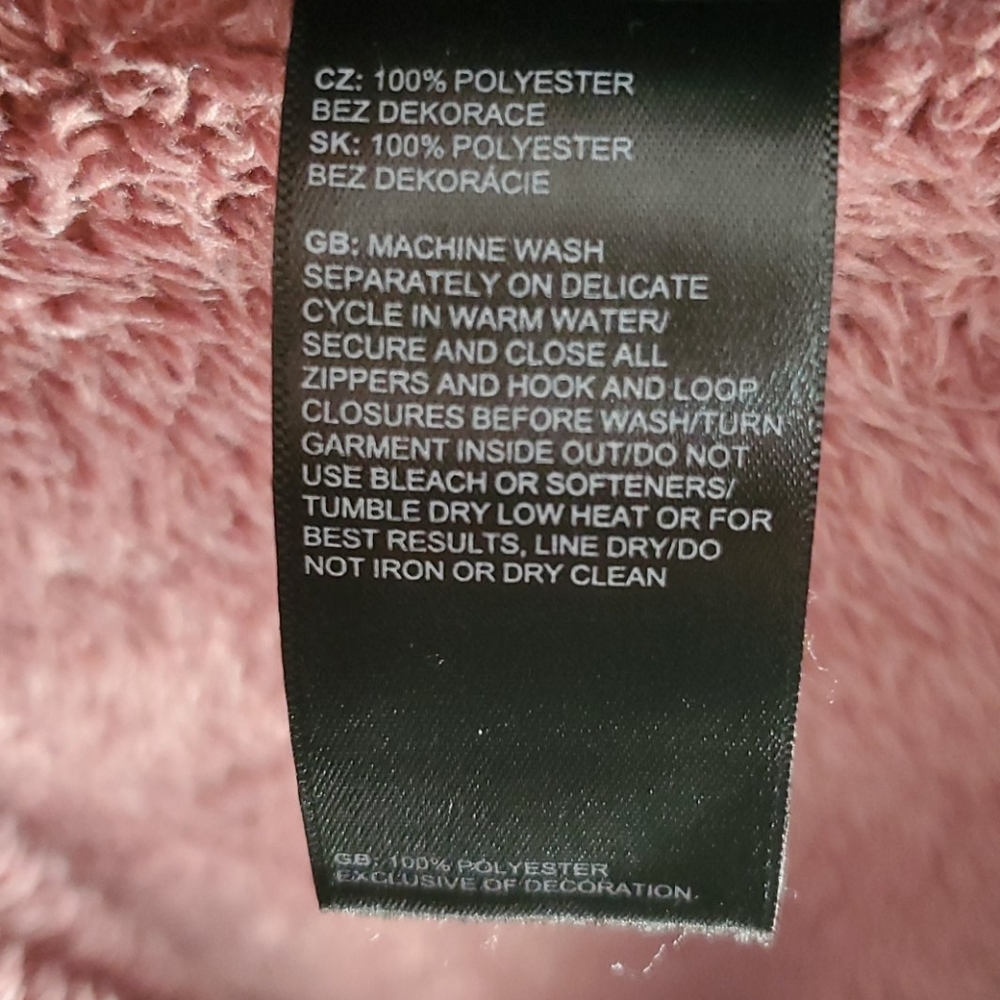 CZ: 100% POLYESTER
BEZ DEKORACE
SK: 100% POLYESTER
BEZ DEKORÁCIE
GB: MACHINE WASH
SEPARATELY ON DELICATE
CYCLE IN WARM WATER/
SECURE AND CLOSE ALL
ZIPPERS AND HOOK AND LOOP
CLOSURES BEFORE WASH/TURN
GARMENT INSIDE OUT/DO NOT
USE BLEACH OR SOFTENERS/
TUMBLE DRY LOW HEAT OR FOR
BEST RESULTS, LINE DRY/DO
NOT IRON OR DRY CLEAN
GB: 100% POLYESTER
EXCLUSIVE OF DECORATION.